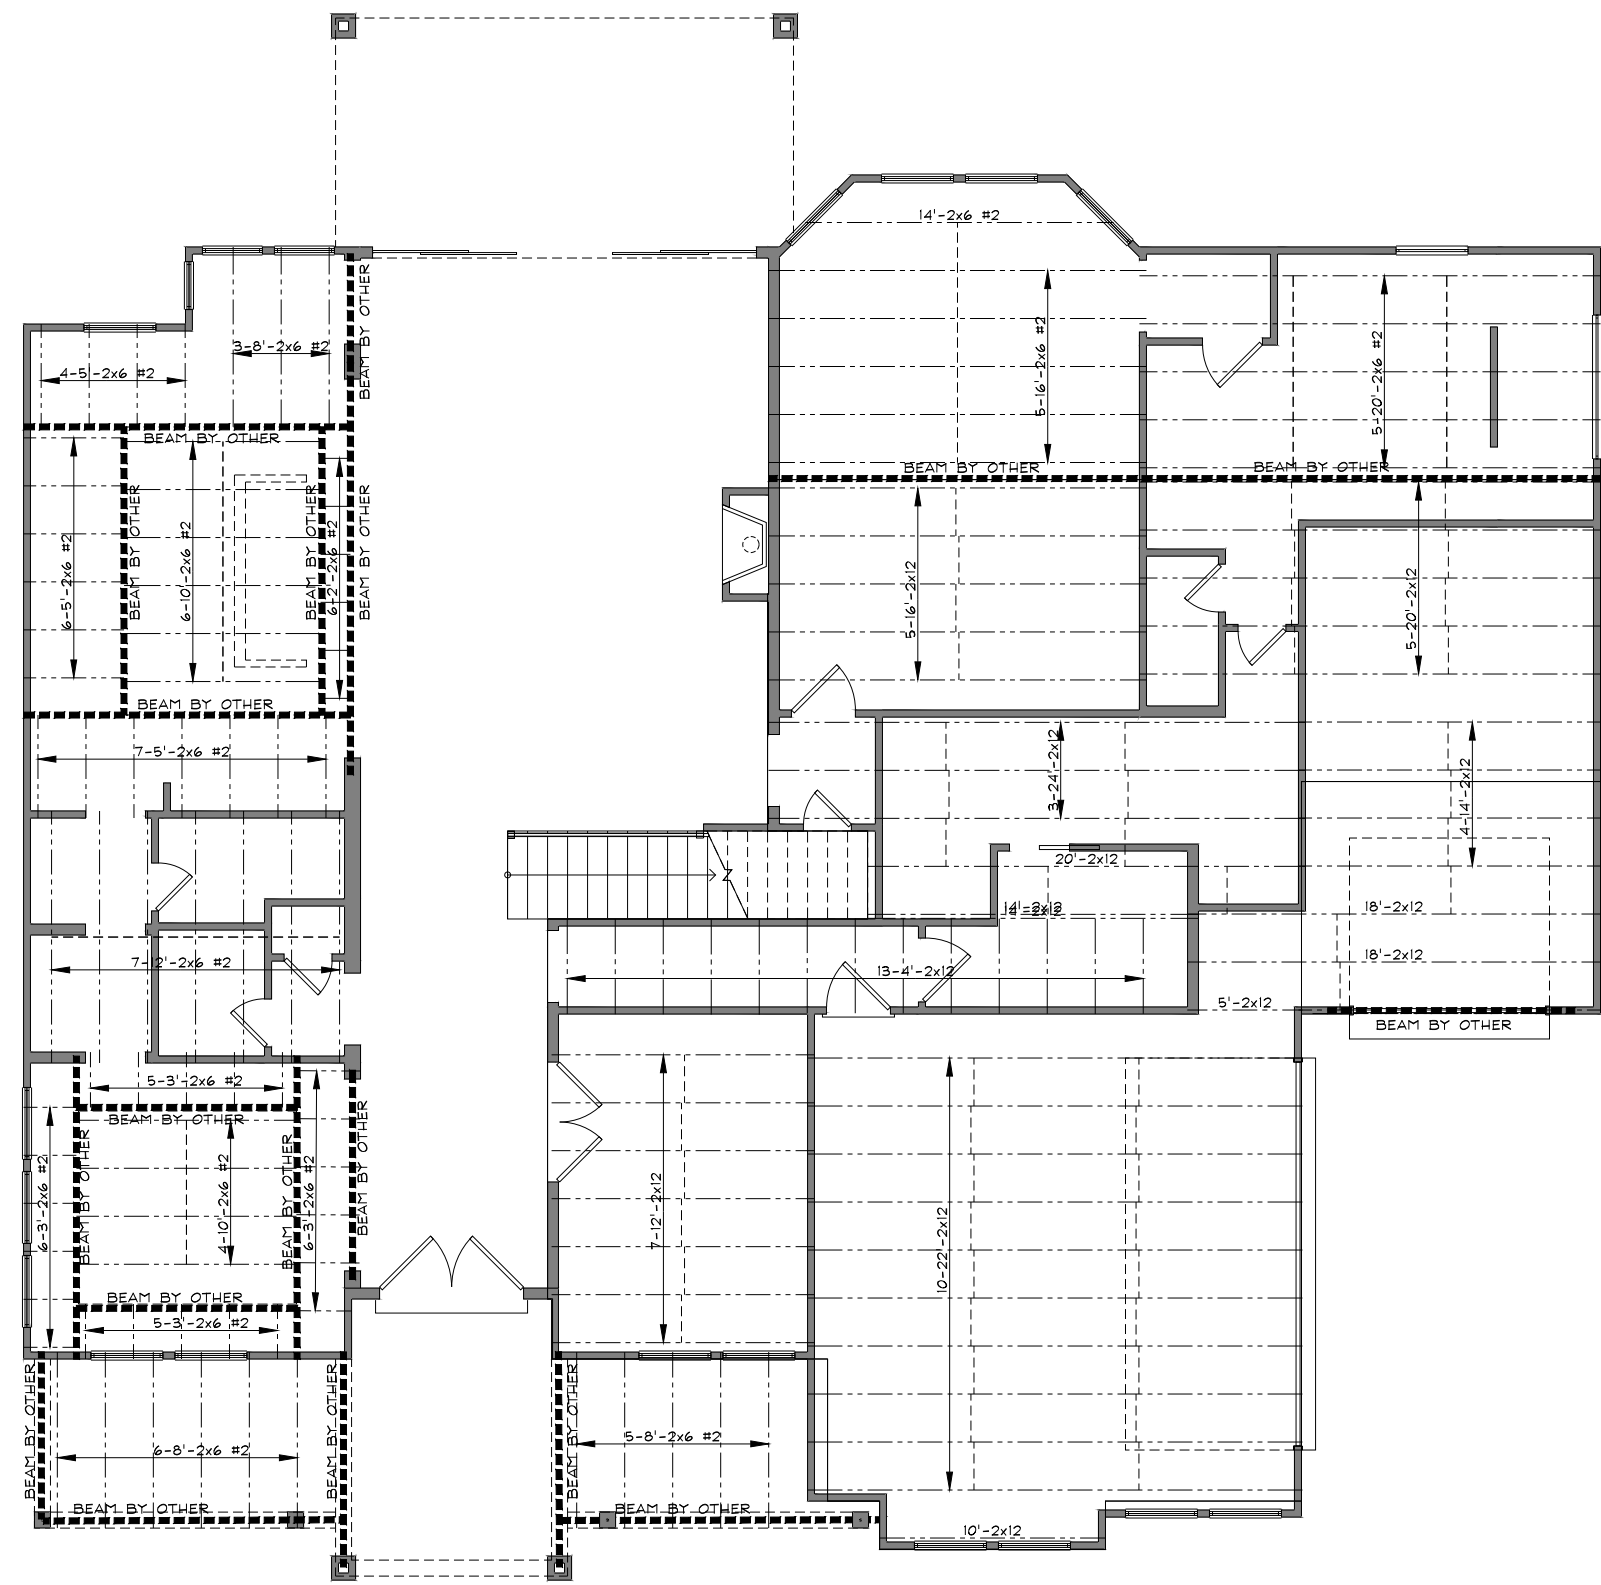 14'-2x6 #2
BEAM BY OTHER
3-8'-2x6 #2
5-16'-2x6 #2
5-20'-2x6 #2
4-5'-2x6 #2
BEAM BY OTHER
BEAM BY OTHER
BEAM BY OTHER
6-5'-2x6 #2
BEAM BY OTHER
6-10'-2x6 #2
BEAM BY OTHER
6-2'-2x6 #2
BEAM BY OTHER
5-16'-2x12
5-20'-2x12
BEAM BY OTHER
7-5'-2x6 #2
3-24'-2x12
4-14'-2x12
20'-2x12
18'-2x12
18'-2x12
7-12'-2x6 #2
13-4'-2x12
5'-2x12
BEAM BY OTHER
5-3'-2x6 #2
BEAM BY OTHER
6-3'-2x6 #2
BEAM BY OTHER
4-10'-2x6 #2
BEAM BY OTHER
6-3'-2x6 #2
BEAM BY OTHER
7-12'-2x12
10-22'-2x12
BEAM BY OTHER
5-3'-2x6 #2
BEAM BY OTHER
BEAM BY OTHER
BEAM BY OTHER
6-8'-2x6 #2
5-8'-2x6 #2
BEAM BY OTHER
BEAM BY OTHER
10'-2x12